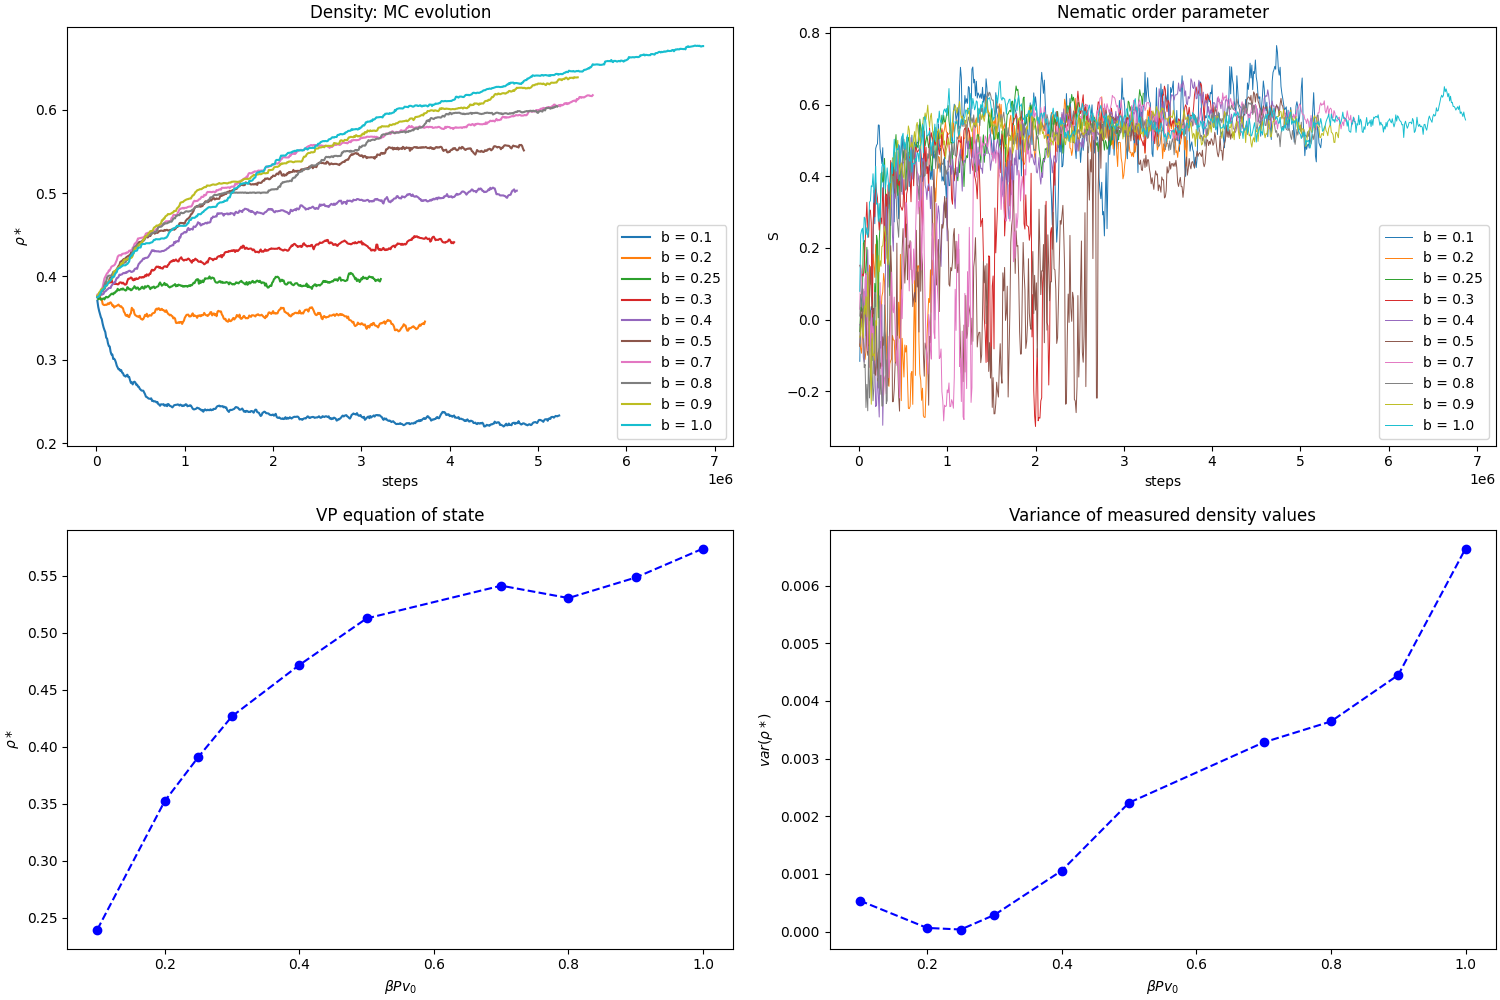 Density: MC evolution
ρ*
0.6
0.5
0.4
0.3
0.2
0
1
2
3
4
5
6
7
1e6
steps
b = 0.1
b = 0.2
b = 0.25
b = 0.3
b = 0.4
b = 0.5
b = 0.7
b = 0.8
b = 0.9
b = 1.0
Nematic order parameter
S
0.8
0.6
0.4
0.2
0.0
−0.2
0
1
2
3
4
5
6
7
1e6
steps
b = 0.1
b = 0.2
b = 0.25
b = 0.3
b = 0.4
b = 0.5
b = 0.7
b = 0.8
b = 0.9
b = 1.0
VP equation of state
ρ*
0.55
0.50
0.45
0.40
0.35
0.30
0.25
0.2
0.4
0.6
0.8
1.0
βPv₀
Variance of measured density values
var(ρ*)
0.006
0.005
0.004
0.003
0.002
0.001
0.000
0.2
0.4
0.6
0.8
1.0
βPv₀